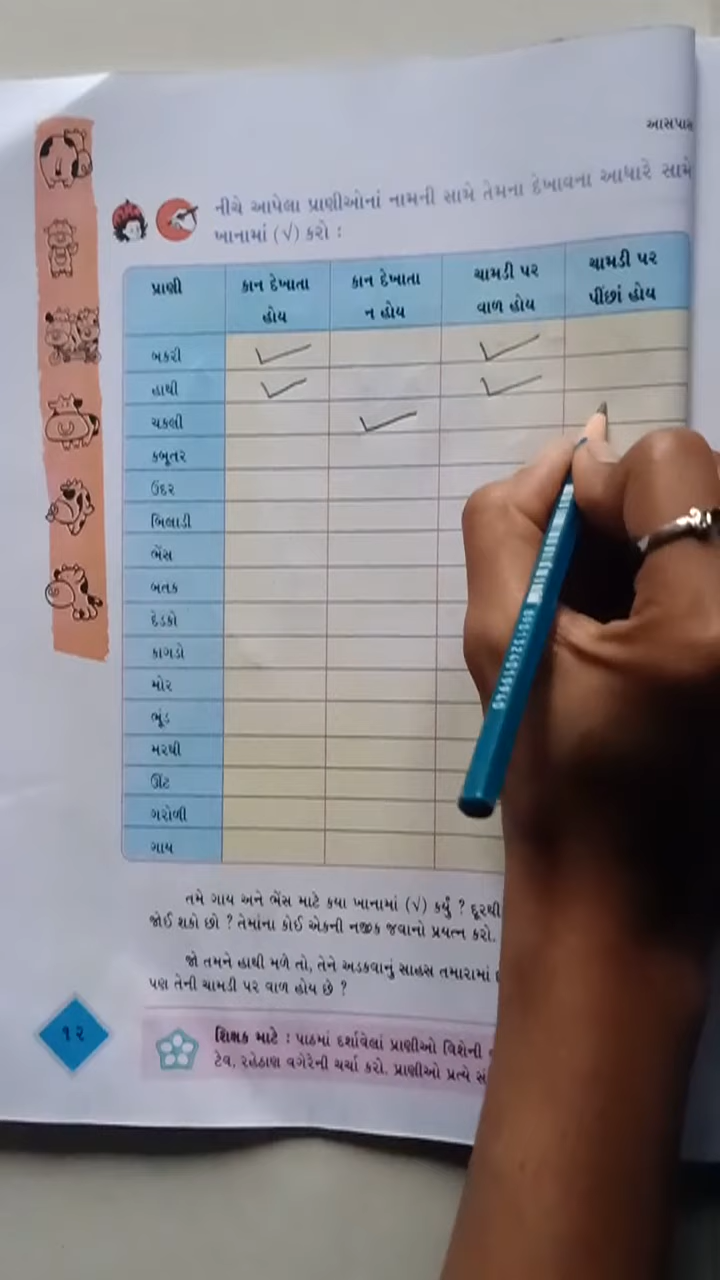 આસપાસ
નીચે આપેલા પ્રાણીઓનાં નામની સામે તેમના દેખાવના આધારે સામે
ખાનામાં (√) કરો :
પ્રાણી કાન દેખાતા હોય કાન દેખાતા ન હોય ચામડી પર વાળ હોય ચામડી પર પીંછાં હોય
બકરી ✓ ✓
હાથી ✓ ✓
ચકલી ✓
કબૂતર
ઉંદર
બિલાડી
ભેંસ
બતક
દેડકો
કાગડો
મોર
ભૂંડ
મરઘી
ઊંટ
ગરોળી
ગાય
તમે ગાય અને ભેંસ માટે કયા ખાનામાં (√) કર્યું ? દૂરથી
જોઈ શકો છો ? તેમાંના કોઈ એકની નજીક જવાનો પ્રયત્ન કરો.
જો તમને હાથી મળે તો, તેને અડકવાનું સાહસ તમારામાં
પણ તેની ચામડી પર વાળ હોય છે ?
શિક્ષક માટે : પાઠમાં દર્શાવેલાં પ્રાણીઓ વિશેની
ટેવ, રહેઠાણ વગેરેની ચર્ચા કરો. પ્રાણીઓ પ્રત્યે
૧૨